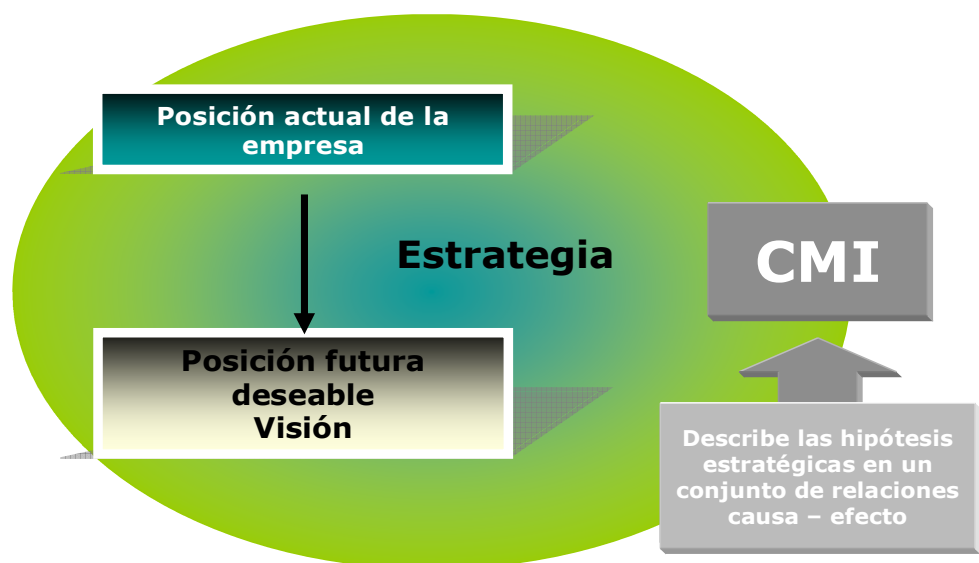 Posición actual de la
empresa
Estrategia
CMI
Posición futura
deseable
Visión
Describe las hipótesis
estratégicas en un
conjunto de relaciones
causa – efecto